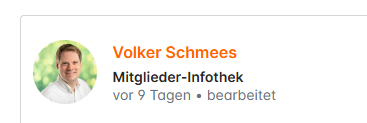 Volker Schmees
Mitglieder-Infothek
vor 9 Tagen • bearbeitet